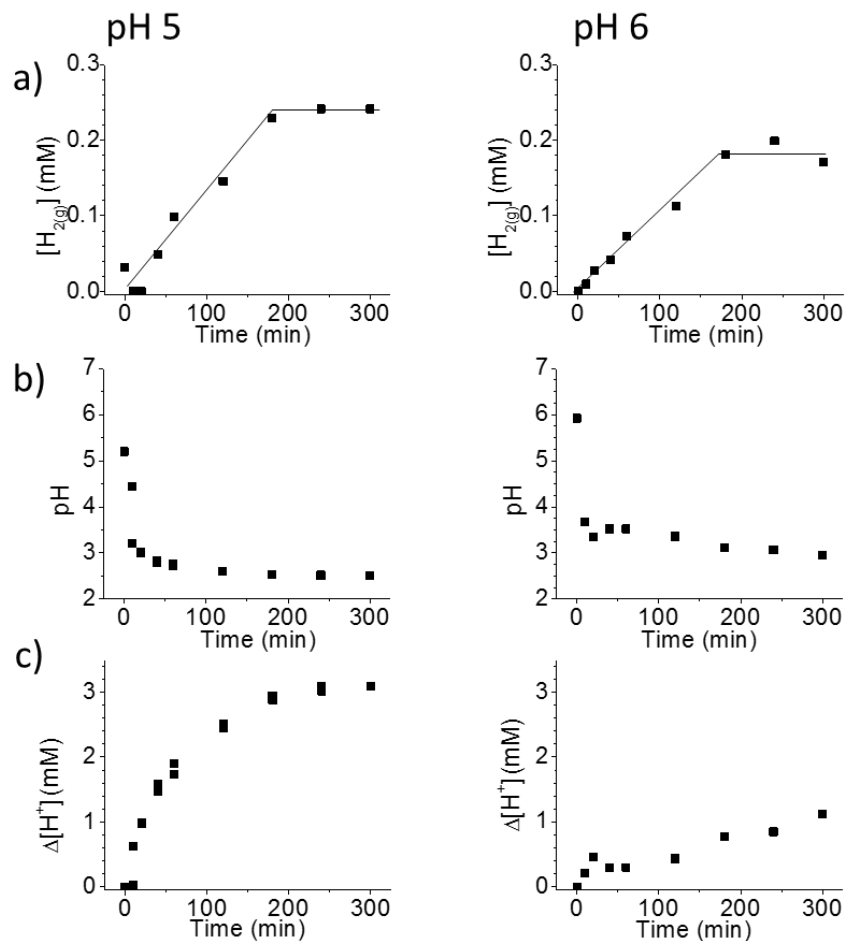 pH 5
pH 6
a)
[H2(g)] (mM)
0.3
0.2
0.1
0.0
0 100 200 300
Time (min)
[H2(g)] (mM)
0.3
0.2
0.1
0.0
0 100 200 300
Time (min)
b)
pH
7
6
5
4
3
2
0 100 200 300
Time (min)
pH
7
6
5
4
3
2
0 100 200 300
Time (min)
c)
Δ[H+] (mM)
3
2
1
0
0 100 200 300
Time (min)
Δ[H+] (mM)
3
2
1
0
0 100 200 300
Time (min)